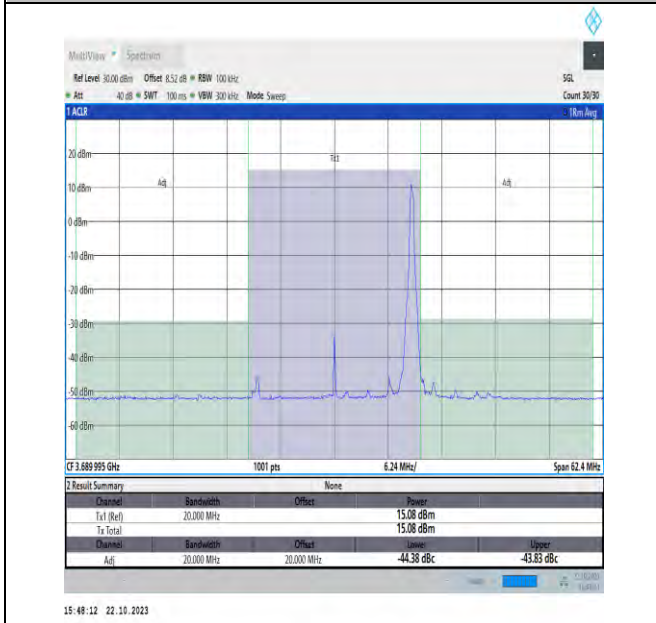 MultiView Spectrum
Ref Level 30.00 dBm Offset 8.52 dB RBW 100 kHz SGL
Att 40 dB SWT 100 ms VBW 300 kHz Mode Sweep Count 30/30
1 ACLR 1Rm Avg
20 dBm
Tx1
10 dBm Adj Adj
0 dBm
-10 dBm
-20 dBm
-30 dBm
-40 dBm
-50 dBm
-60 dBm
CF 3.689995 GHz 1001 pts 6.24 MHz/ Span 62.4 MHz
2 Result Summary None
Channel Bandwidth Offset Power
Tx1 (Ref) 20.000 MHz 15.08 dBm
Tx Total 15.08 dBm
Channel Bandwidth Offset Lower Upper
Adj 20.000 MHz 20.000 MHz -44.38 dBc -43.83 dBc
15:48:12 22.10.2023